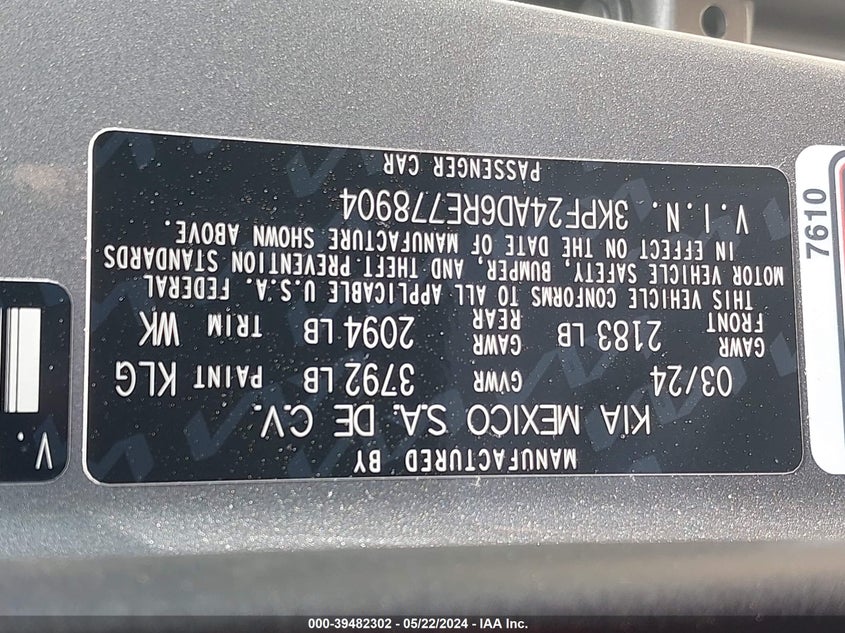 MANUFACTURED BY
KIA MEXICO S.A. DE C.V.
03/24 GVWR 3792 LB PAINT KLG
GAWR FRONT 2183 LB GAWR REAR 2094 LB TRIM WK
THIS VEHICLE CONFORMS TO ALL APPLICABLE U.S.A. FEDERAL
MOTOR VEHICLE SAFETY, BUMPER, AND THEFT PREVENTION STANDARDS
IN EFFECT ON THE DATE OF MANUFACTURE SHOWN ABOVE.
V.I.N. 3KPF24AD6RE778904
PASSENGER CAR
7610
V.
000-39482302 - 05/22/2024 - IAA Inc.